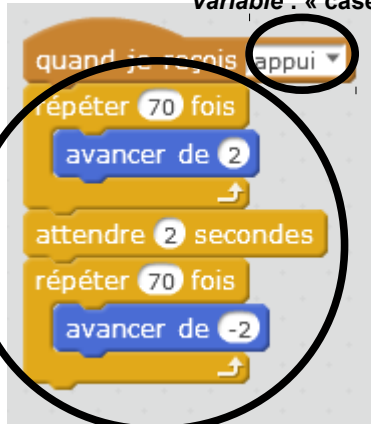 Variable : « case
quand je reçois appui
répéter 70 fois
avancer de 2
attendre 2 secondes
répéter 70 fois
avancer de -2